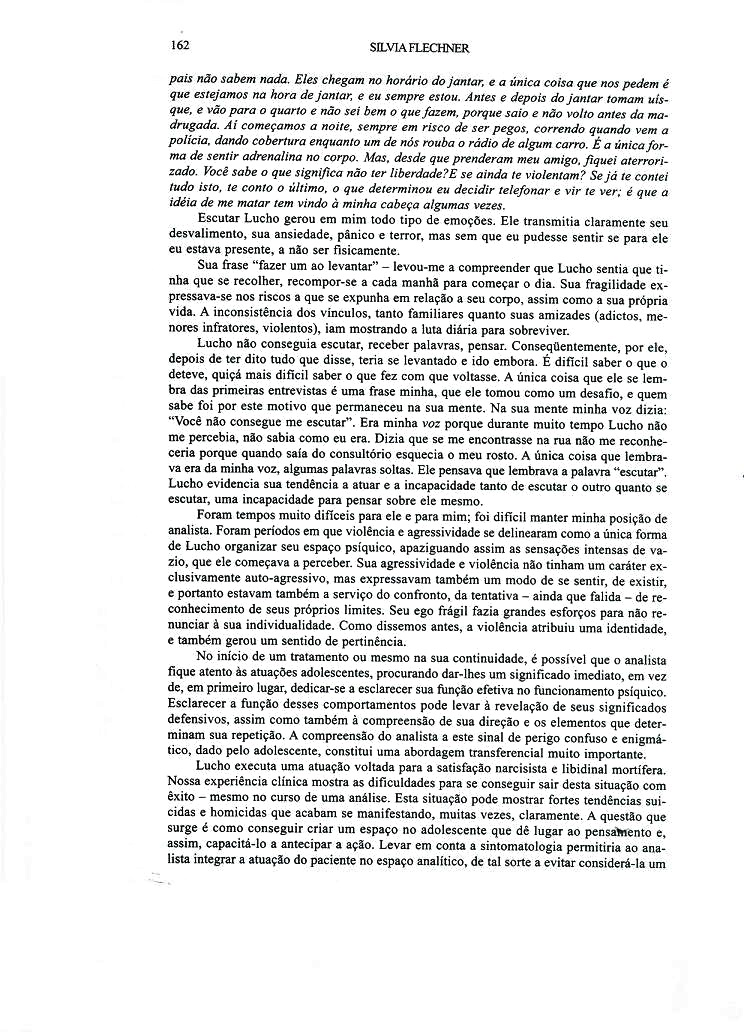 162
SILVIA FLECHNER
pais não sabem nada. Eles chegam no horário do jantar, e a única coisa que nos pedem é
que estejamos na hora de jantar, e eu sempre estou. Antes e depois do jantar tomam uís-
que, e vão para o quarto e não sei bem o que fazem, porque saio e não volto antes da ma-
drugada. Aí começamos a noite, sempre em risco de ser pegos, correndo quando vem a
polícia, dando cobertura enquanto um de nós rouba o rádio de algum carro. É a única for-
ma de sentir adrenalina no corpo. Mas, desde que prenderam meu amigo, fiquei aterrori-
zado. Você sabe o que significa não ter liberdade?E se ainda te violentam? Se já te contei
tudo isto, te conto o último, o que determinou eu decidir telefonar e vir te ver; é que a
idéia de me matar tem vindo à minha cabeça algumas vezes.
Escutar Lucho gerou em mim todo tipo de emoções. Ele transmitia claramente seu
desvalimento, sua ansiedade, pânico e terror, mas sem que eu pudesse sentir se para ele
eu estava presente, a não ser fisicamente.
Sua frase “fazer um ao levantar” – levou-me a compreender que Lucho sentia que ti-
nha que se recolher, recompor-se a cada manhã para começar o dia. Sua fragilidade ex-
pressava-se nos riscos a que se expunha em relação a seu corpo, assim como a sua própria
vida. A inconsistência dos vínculos, tanto familiares quanto suas amizades (adictos, me-
nores infratores, violentos), iam mostrando a luta diária para sobreviver.
Lucho não conseguia escutar, receber palavras, pensar. Conseqüentemente, por ele,
depois de ter dito tudo que disse, teria se levantado e ido embora. É difícil saber o que o
deteve, quiçá mais difícil saber o que fez com que voltasse. A única coisa que ele se lem-
bra das primeiras entrevistas é uma frase minha, que ele tomou como um desafio, e quem
sabe foi por este motivo que permaneceu na sua mente. Na sua mente minha voz dizia:
“Você não consegue me escutar”. Era minha voz porque durante muito tempo Lucho não
me percebia, não sabia como eu era. Dizia que se me encontrasse na rua não me reconhe-
ceria porque quando saía do consultório esquecia o meu rosto. A única coisa que lembra-
va era da minha voz, algumas palavras soltas. Ele pensava que lembrava a palavra “escutar”.
Lucho evidencia sua tendência a atuar e a incapacidade tanto de escutar o outro quanto se
escutar, uma incapacidade para pensar sobre ele mesmo.
Foram tempos muito difíceis para ele e para mim; foi difícil manter minha posição de
analista. Foram períodos em que violência e agressividade se delinearam como a única forma
de Lucho organizar seu espaço psíquico, apaziguando assim as sensações intensas de va-
zio, que ele começava a perceber. Sua agressividade e violência não tinham um caráter ex-
clusivamente auto-agressivo, mas expressavam também um modo de se sentir, de existir,
e portanto estavam também a serviço do confronto, da tentativa – ainda que falida – de re-
conhecimento de seus próprios limites. Seu ego frágil fazia grandes esforços para não re-
nunciar à sua individualidade. Como dissemos antes, a violência atribuiu uma identidade,
e também gerou um sentido de pertinência.
No início de um tratamento ou mesmo na sua continuidade, é possível que o analista
fique atento às atuações adolescentes, procurando dar-lhes um significado imediato, em vez
de, em primeiro lugar, dedicar-se a esclarecer sua função efetiva no funcionamento psíquico.
Esclarecer a função desses comportamentos pode levar à revelação de seus significados
defensivos, assim como também à compreensão de sua direção e os elementos que deter-
minam sua repetição. A compreensão do analista a este sinal de perigo confuso e enigmá-
tico, dado pelo adolescente, constitui uma abordagem transferencial muito importante.
Lucho executa uma atuação voltada para a satisfação narcisista e libidinal mortífera.
Nossa experiência clínica mostra as dificuldades para se conseguir sair desta situação com
êxito – mesmo no curso de uma análise. Esta situação pode mostrar fortes tendências sui-
cidas e homicidas que acabam se manifestando, muitas vezes, claramente. A questão que
surge é como conseguir criar um espaço no adolescente que dê lugar ao pensamento e,
assim, capacitá-lo a antecipar a ação. Levar em conta a sintomatologia permitiria ao ana-
lista integrar a atuação do paciente no espaço analítico, de tal sorte a evitar considerá-la um